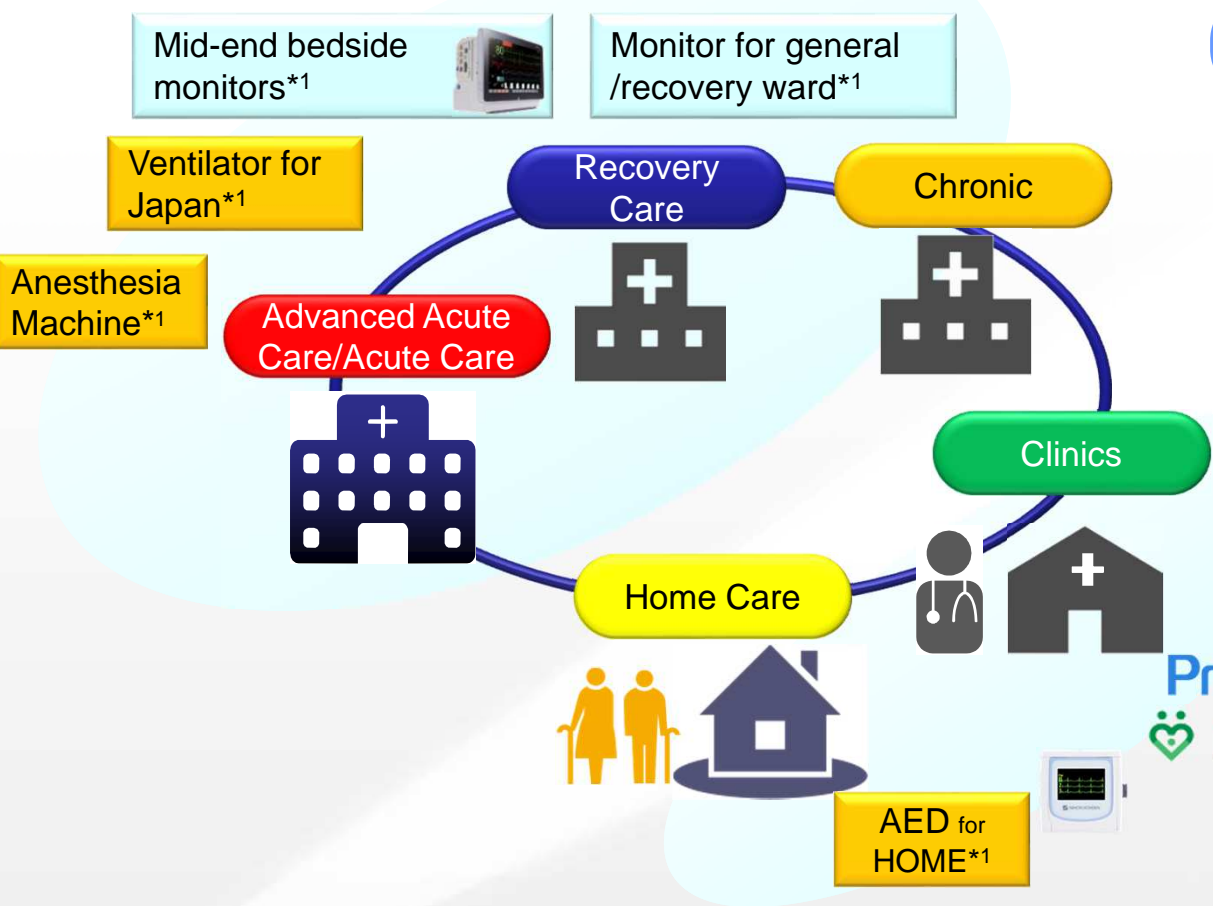 Mid-end bedside
monitors*1
Monitor for general
/recovery ward*1
Ventilator for
Japan*1
Recovery
Care
Chronic
Anesthesia
Machine*1
Advanced Acute
Care/Acute Care
Clinics
Home Care
Pr
AED for
HOME*1